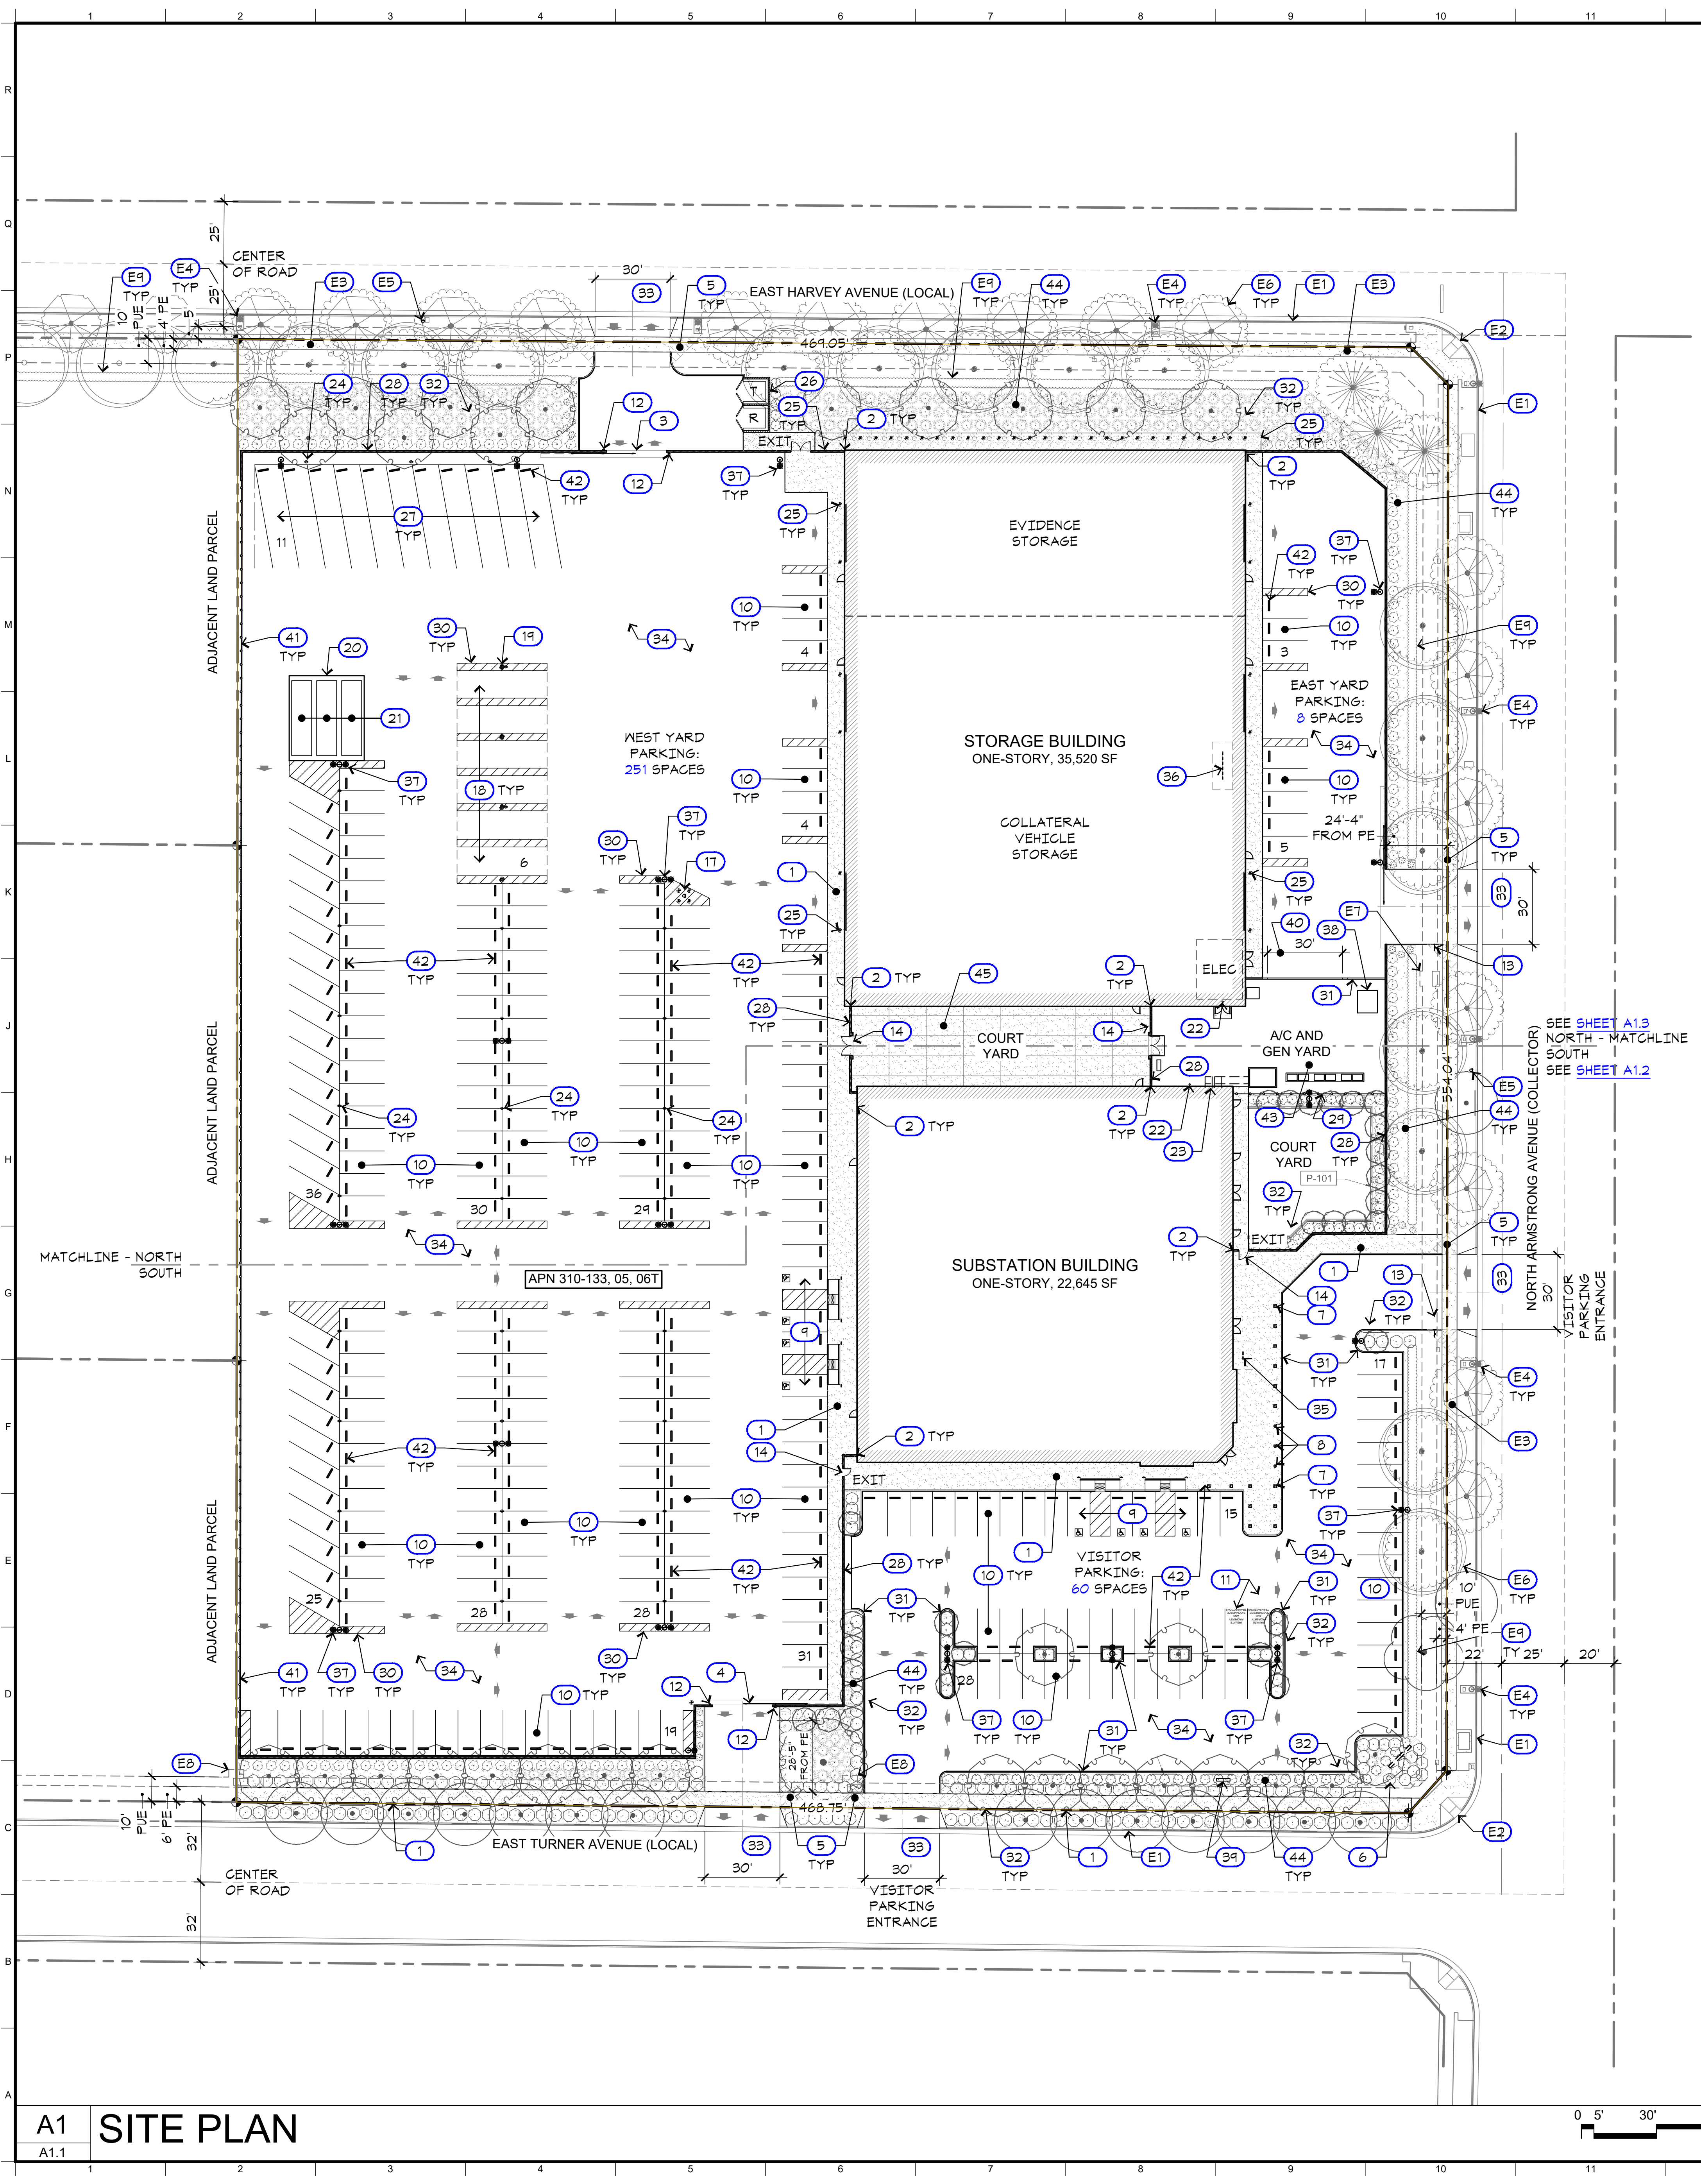 1 2 3 4 5 6 7 8 9 10 11
R
Q
25'
CENTER
OF ROAD
25'
E9
TYP
E4
TYP
10'
PUE
4' PE
5'
E3
E5
30'
33
5
TYP
EAST HARVEY AVENUE (LOCAL)
E9
TYP
44
TYP
E4
TYP
E6
TYP
E1
E3
E2
P
469.05'
24
TYP
28
TYP
32
TYP
12
3
T
R
26
25
TYP
2 TYP
32
TYP
25
TYP
E1
EXIT
42
TYP
12
37
TYP
2
TYP
44
TYP
N
ADJACENT LAND PARCEL
27
TYP
11
25
TYP
EVIDENCE
STORAGE
42
TYP
37
TYP
30
TYP
10
TYP
M
41
TYP
20
30
TYP
19
34
10
TYP
4
3
E9
TYP
21
WEST YARD
PARKING:
251 SPACES
EAST YARD
PARKING:
8 SPACES
E4
TYP
L
37
TYP
18 TYP
10
TYP
STORAGE BUILDING
ONE-STORY, 35,520 SF
36
34
10
TYP
37
TYP
4
COLLATERAL
VEHICLE
STORAGE
24'-4"
FROM PE
5
TYP
30
TYP
17
6
5
K
1
25
TYP
25
TYP
33
30'
E7
40
38
30'
42
TYP
42
TYP
2 TYP
45
2
TYP
ELEC
13
31
J
ADJACENT LAND PARCEL
28
TYP
14
COURT
YARD
14
22
A/C AND
GEN YARD
SEE SHEET A1.3
NORTH - MATCHLINE
SOUTH
SEE SHEET A1.2
554.04'
NORTH ARMSTRONG AVENUE (COLLECTOR)
28
E5
24
TYP
24
TYP
24
TYP
2 TYP
2
TYP
22
43
29
44
TYP
H
10
TYP
10
TYP
10
TYP
23
COURT
YARD
28
TYP
P-101
36
30
29
32
TYP
34
2
TYP
EXIT
5
TYP
MATCHLINE - NORTH
SOUTH
APN 310-133, 05, 06T
SUBSTATION BUILDING
ONE-STORY, 22,645 SF
1
13
33
30'
VISITOR
PARKING
ENTRANCE
G
14
7
32
TYP
9
31
TYP
17
E4
TYP
35
F
42
TYP
1
14
2 TYP
8
E3
EXIT
7
TYP
10
TYP
10
TYP
9
15
37
TYP
E
ADJACENT LAND PARCEL
10
TYP
42
TYP
28 TYP
1
10 TYP
VISITOR
PARKING:
60 SPACES
42
TYP
11
34
31
TYP
10
E6
TYP
10'
PUE
25
28
28
31
TYP
32
TYP
4' PE
E9
TY
22' 25' 20'
41
TYP
37
TYP
30
TYP
34
30
TYP
31
44
TYP
28
D
10 TYP
12
4
32
TYP
37
TYP
10
TYP
31
TYP
34
37
TYP
E4
TYP
19
12
28'-5"
FROM PE
32
TYP
E1
E8
E8
10'
PUE
6' PE
32'
468.75'
C
1
EAST TURNER AVENUE (LOCAL)
33
5
TYP
33
32
TYP
1
E1
39
44
TYP
6
E2
30'
30'
CENTER
OF ROAD
VISITOR
PARKING
ENTRANCE
32'
B
A
A1
A1.1
SITE PLAN
0 5' 30'
1 2 3 4 5 6 7 8 9 10 11